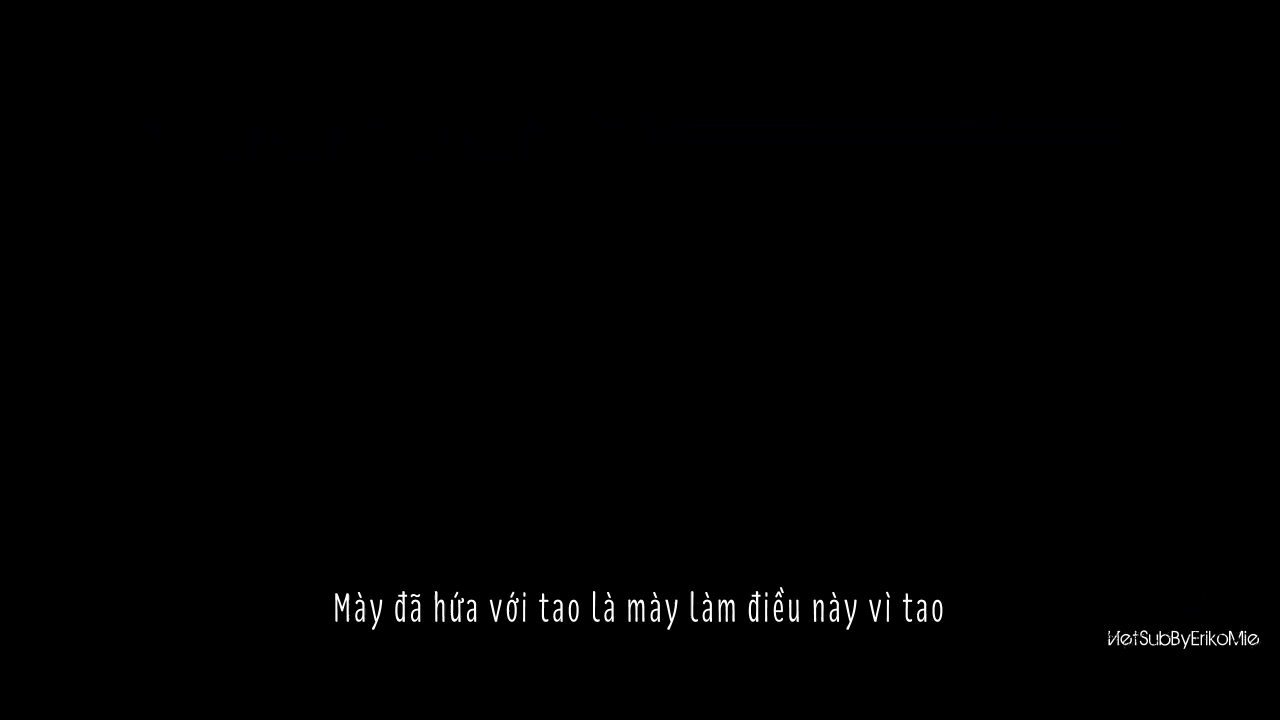 Mày đã hứa với tao là mày làm điều này vì tao
VietSubByErikoMie